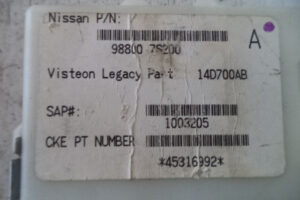 Nissan P/N:
98800 7S200
A
Visteon Legacy Part 14D700AB
SAP#:
1003205
CKE PT NUMBER
*45316992*